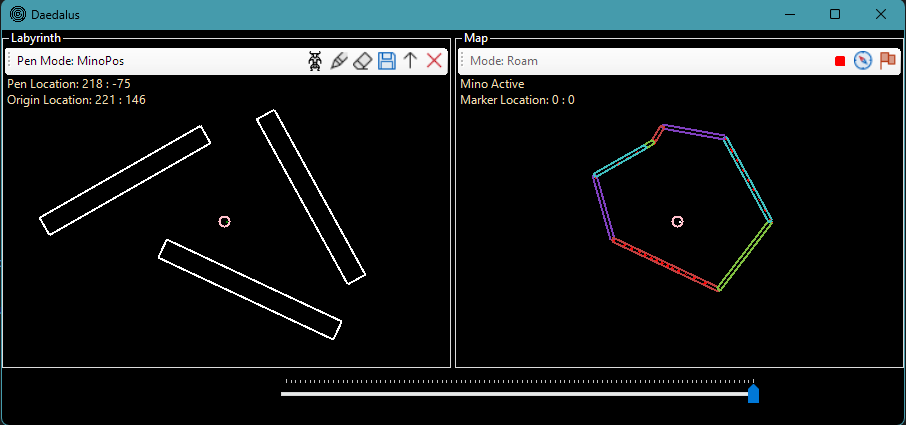 Daedalus
Labyrinth
Pen Mode: MinoPos
Pen Location: 218 : -75
Origin Location: 221 : 146
Map
Mode: Roam
Mino Active
Marker Location: 0 : 0